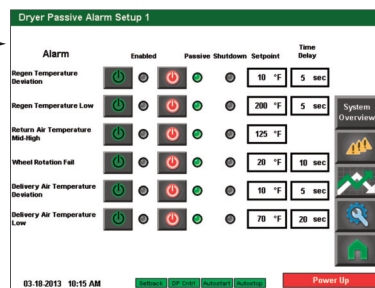 Dryer Passive Alarm Setup 1
Alarm Enabled Passive Shutdown Setpoint Time Delay
Regen Temperature Deviation 10 °F 5 sec
Regen Temperature Low 200 °F 5 sec
Return Air Temperature Mid-High 125 °F
Wheel Rotation Fail 20 °F 10 sec
Delivery Air Temperature Deviation 10 °F 5 sec
Delivery Air Temperature Low 70 °F 20 sec
System Overview
03-18-2013 10:15 AM Setback DP Cntrl Autostart Autostop Power Up